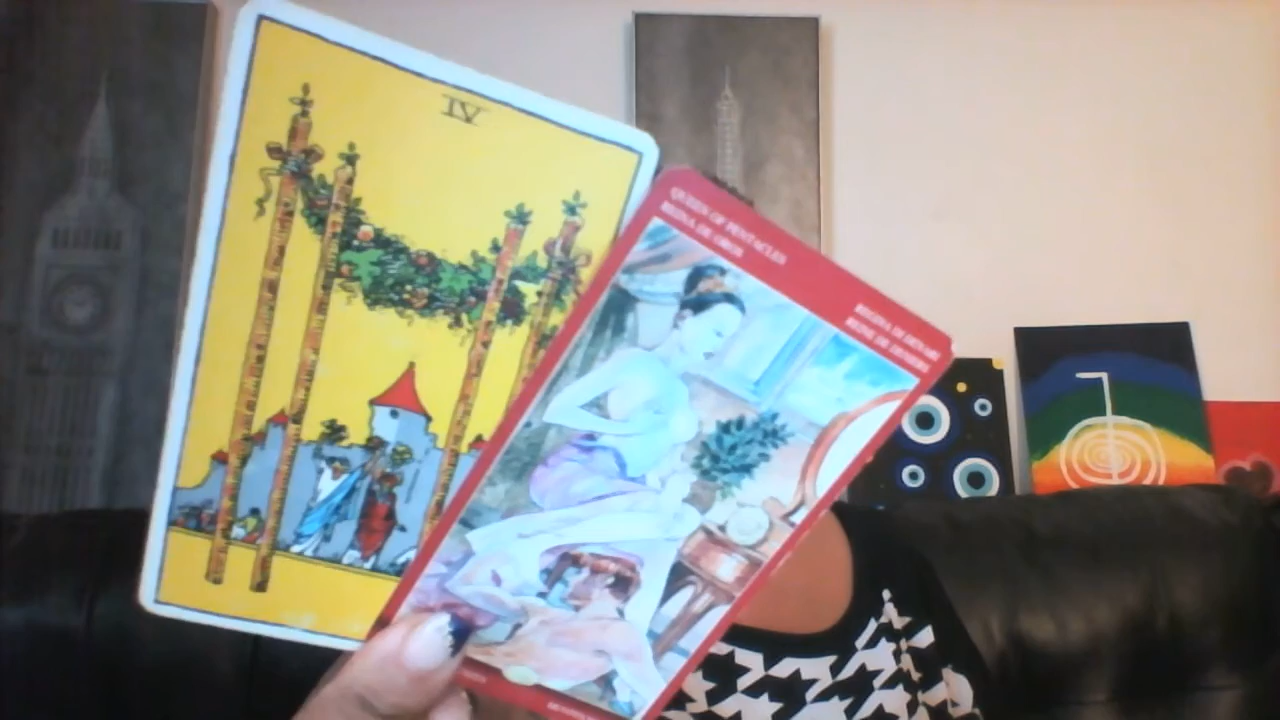 IV
QUEEN OF PENTACLES
REINA DE OROS
REGINA DI DENARI
REINE DE DENIERS